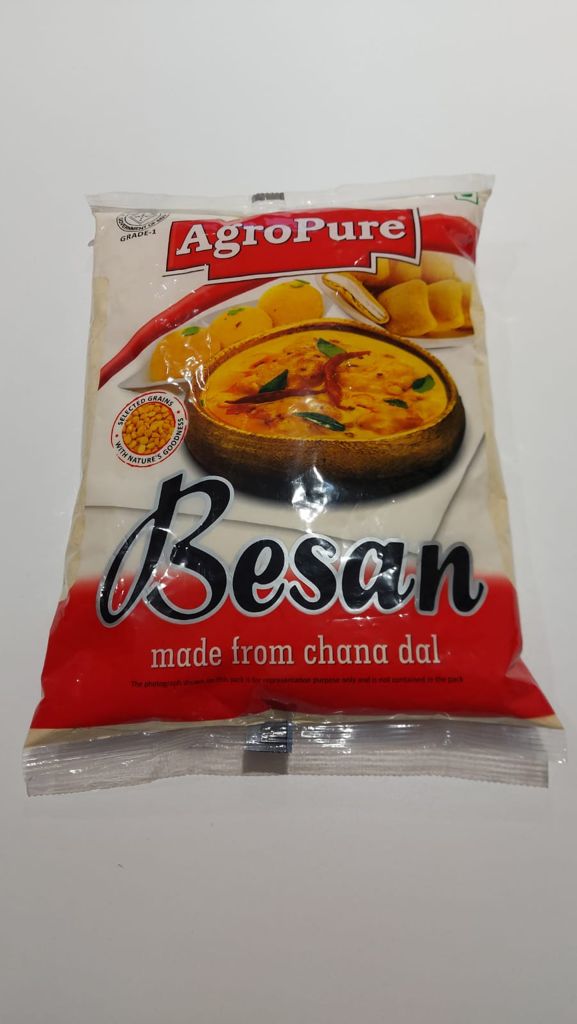 GRADE-1
AgroPure
SELECTED GRAINS
WITH NATURE'S GOODNESS
Besan
made from chana dal
The photograph shown on this pack is for representation purpose only and is not contained in the pack